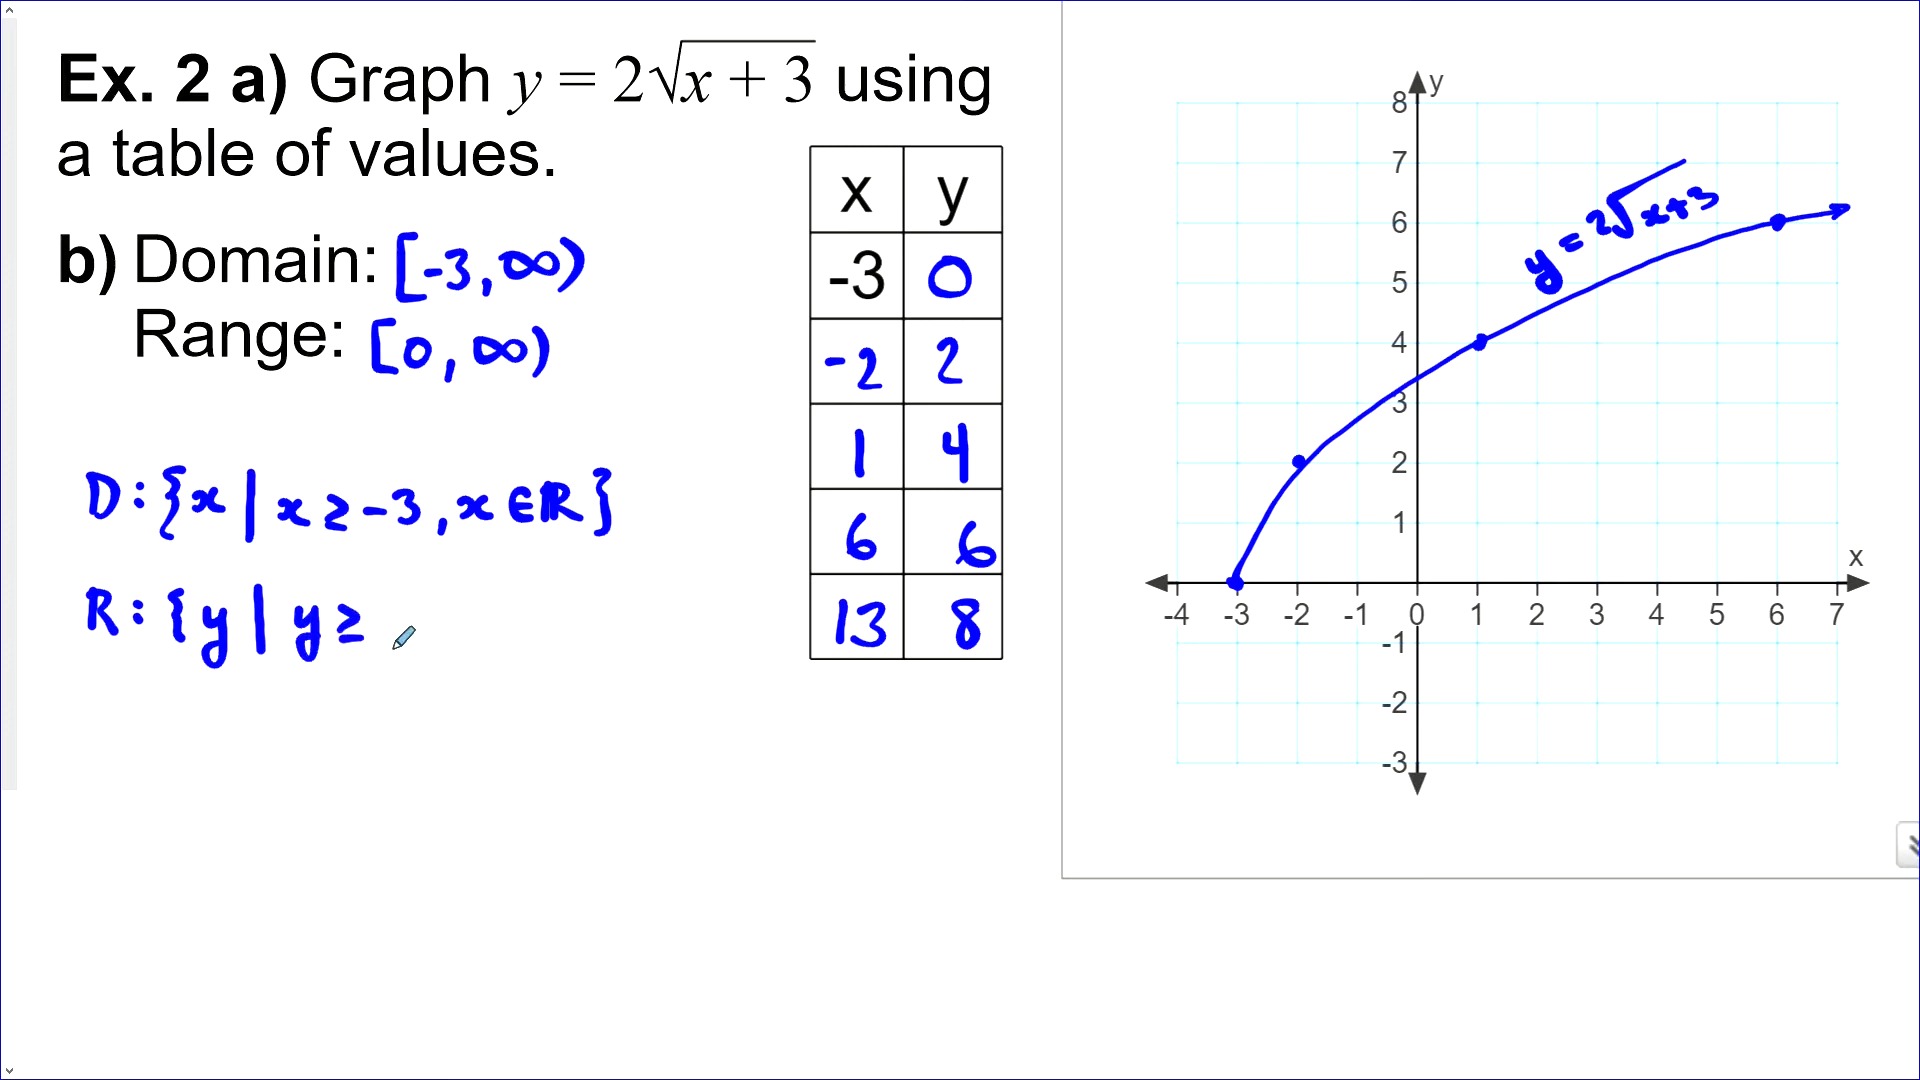 Ex. 2 a) Graph y = 2√x + 3 using
a table of values.
b) Domain: [-3, ∞)
Range: [0, ∞)
D: {x | x ≥ -3, x ∈ ℝ}
R: {y | y ≥
x y
-3 0
-2 2
1 4
6 6
13 8
y
8
7
6
5
4
3
2
1
y = 2√x+3
x
-4 -3 -2 -1 0 1 2 3 4 5 6 7
-1
-2
-3